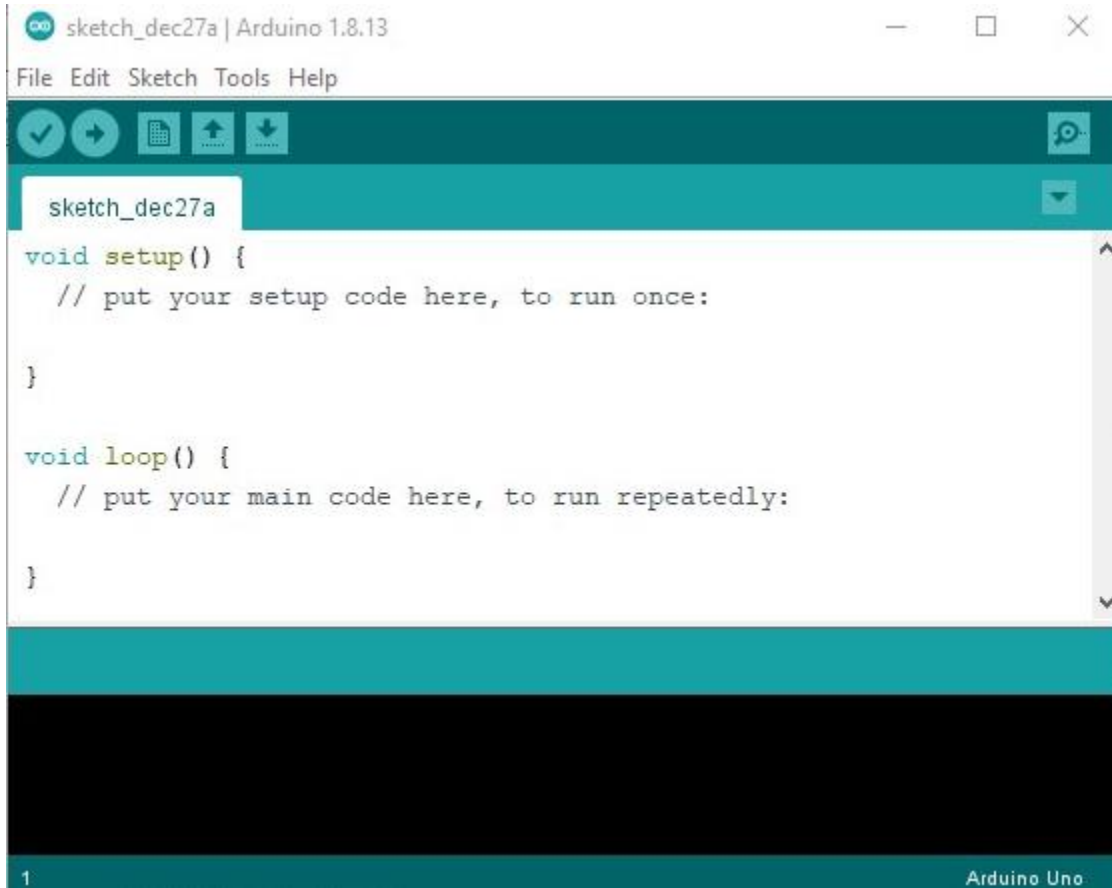 sketch_dec27a | Arduino 1.8.13
File Edit Sketch Tools Help
sketch_dec27a
void setup() {
  // put your setup code here, to run once:
}
void loop() {
  // put your main code here, to run repeatedly:
}
1 Arduino Uno